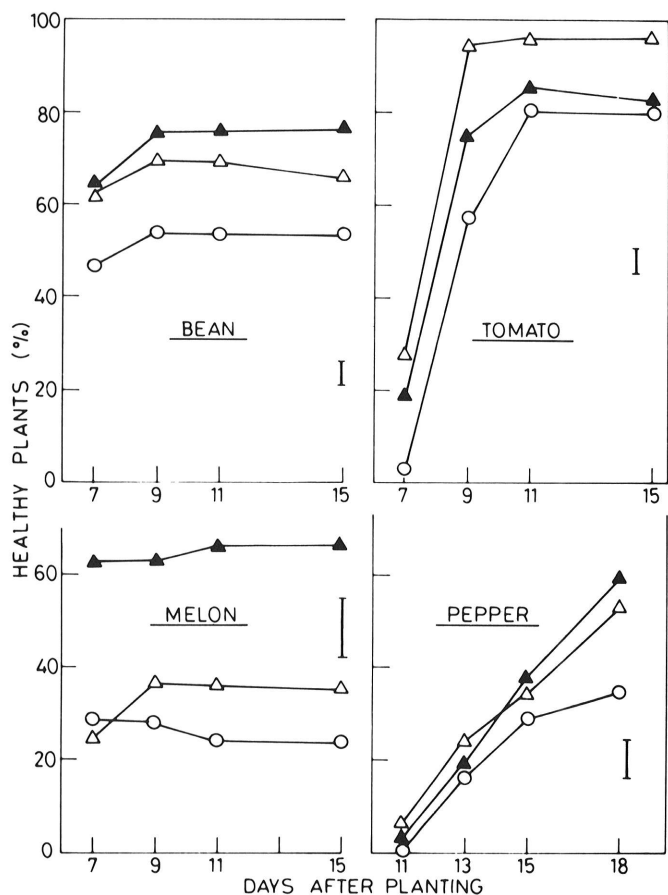 100
80
60
40
20
0
BEAN
7 9 11 15
TOMATO
7 9 11 15
HEALTHY PLANTS (%)
60
40
20
0
MELON
7 9 11 15
PEPPER
11 13 15 18
DAYS AFTER PLANTING